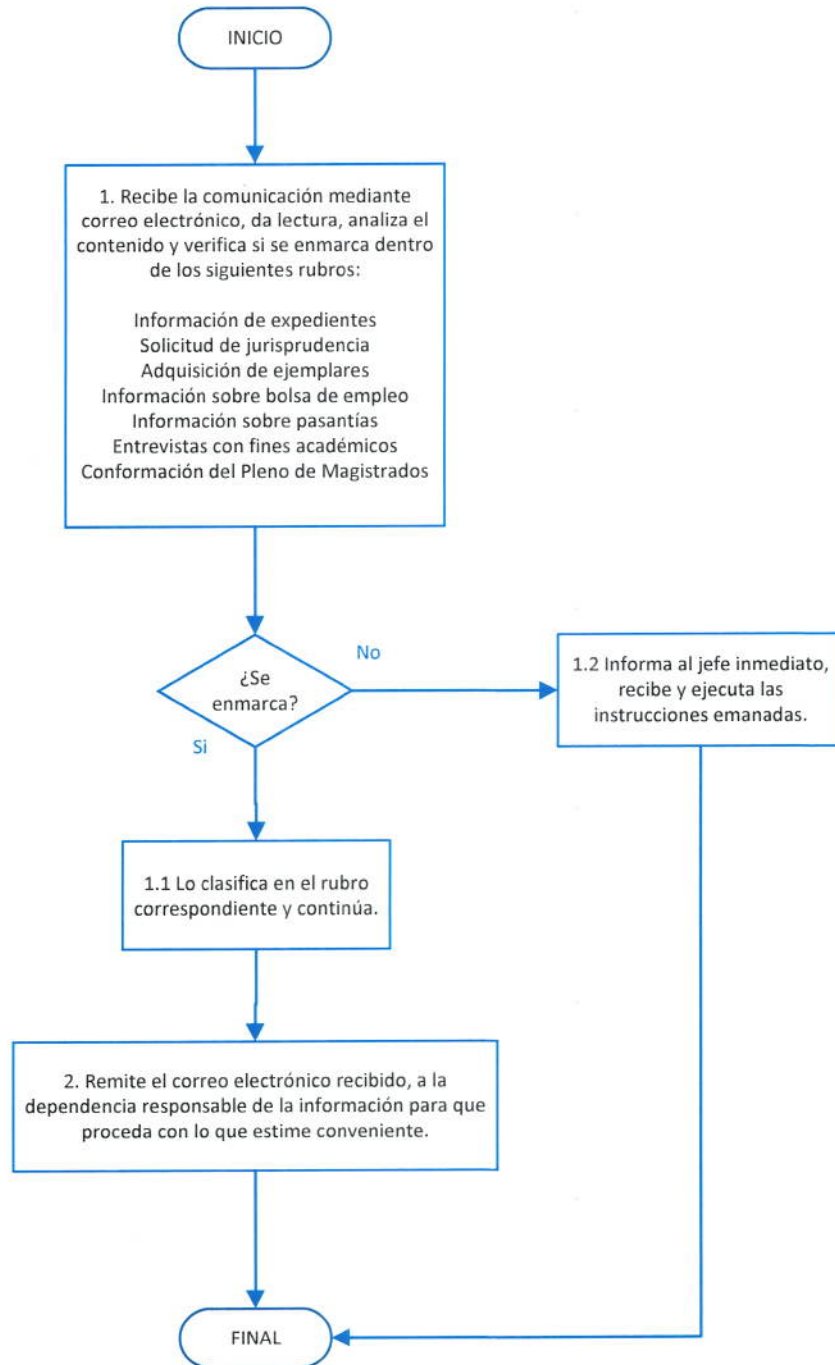 INICIO
1. Recibe la comunicación mediante
correo electrónico, da lectura, analiza el
contenido y verifica si se enmarca dentro
de los siguientes rubros:
Información de expedientes
Solicitud de jurisprudencia
Adquisición de ejemplares
Información sobre bolsa de empleo
Información sobre pasantías
Entrevistas con fines académicos
Conformación del Pleno de Magistrados
¿Se
enmarca?
No
1.2 Informa al jefe inmediato,
recibe y ejecuta las
instrucciones emanadas.
Si
1.1 Lo clasifica en el rubro
correspondiente y continúa.
2. Remite el correo electrónico recibido, a la
dependencia responsable de la información para que
proceda con lo que estime conveniente.
FINAL